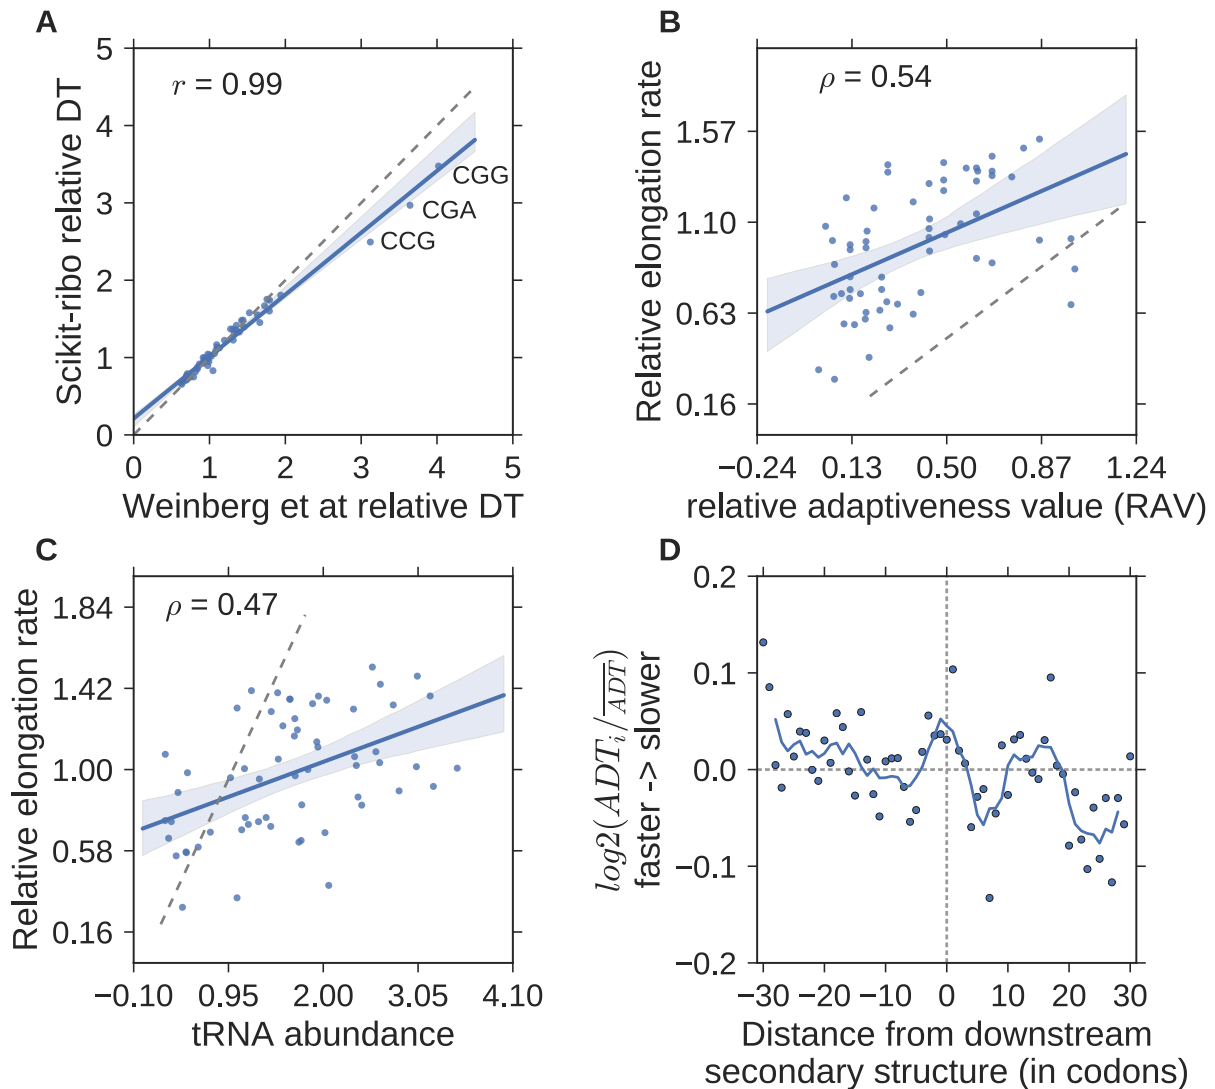 A
r = 0.99
Scikit-ribo relative DT
5
4
3
2
1
0
CGG
CGA
CCG
0 1 2 3 4 5
Weinberg et at relative DT
B
ρ = 0.54
Relative elongation rate
1.57
1.10
0.63
0.16
−0.24 0.13 0.50 0.87 1.24
relative adaptiveness value (RAV)
C
ρ = 0.47
Relative elongation rate
1.84
1.42
1.00
0.58
0.16
−0.10 0.95 2.00 3.05 4.10
tRNA abundance
D
log2(ADT_i/\overline{ADT})
faster -> slower
0.2
0.1
0.0
−0.1
−0.2
−30 −20 −10 0 10 20 30
Distance from downstream
secondary structure (in codons)